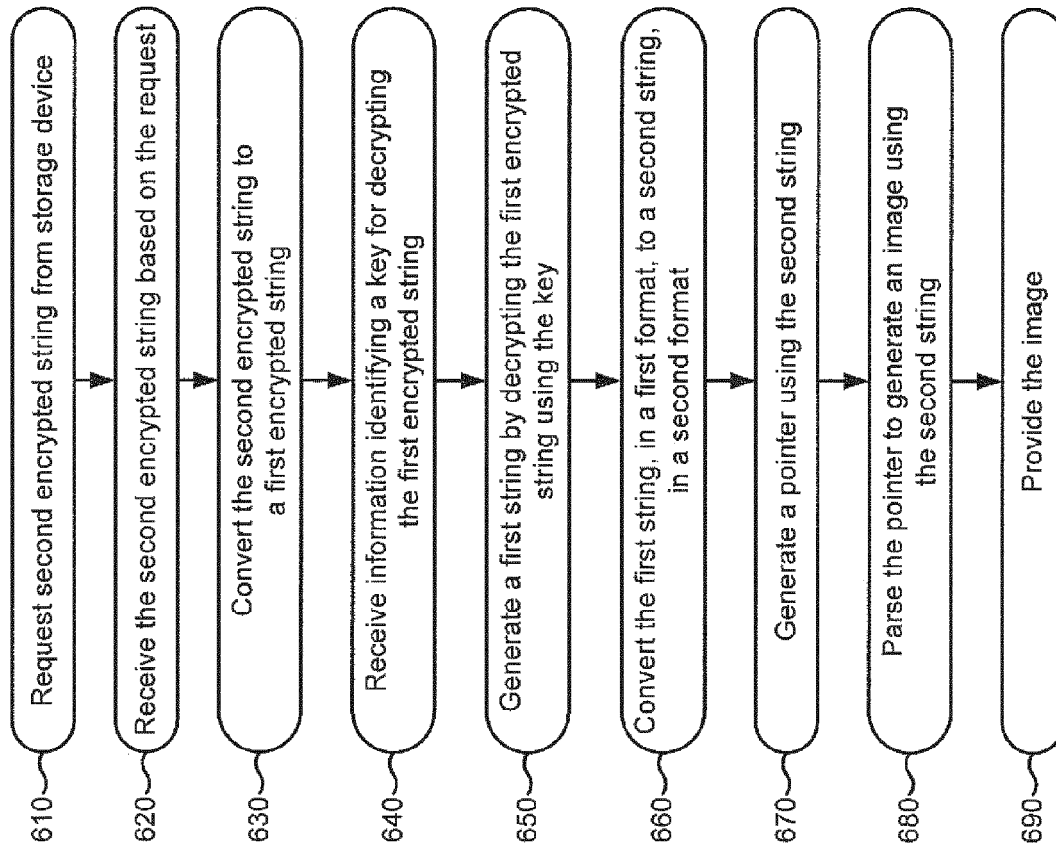 610
Request second encrypted string from storage device
620
Receive the second encrypted string based on the request
630
Convert the second encrypted string to
a first encrypted string
640
Receive information identifying a key for decrypting
the first encrypted string
650
Generate a first string by decrypting the first encrypted
string using the key
660
Convert the first string, in a first format, to a second string,
in a second format
670
Generate a pointer using the second string
680
Parse the pointer to generate an image using
the second string
690
Provide the image